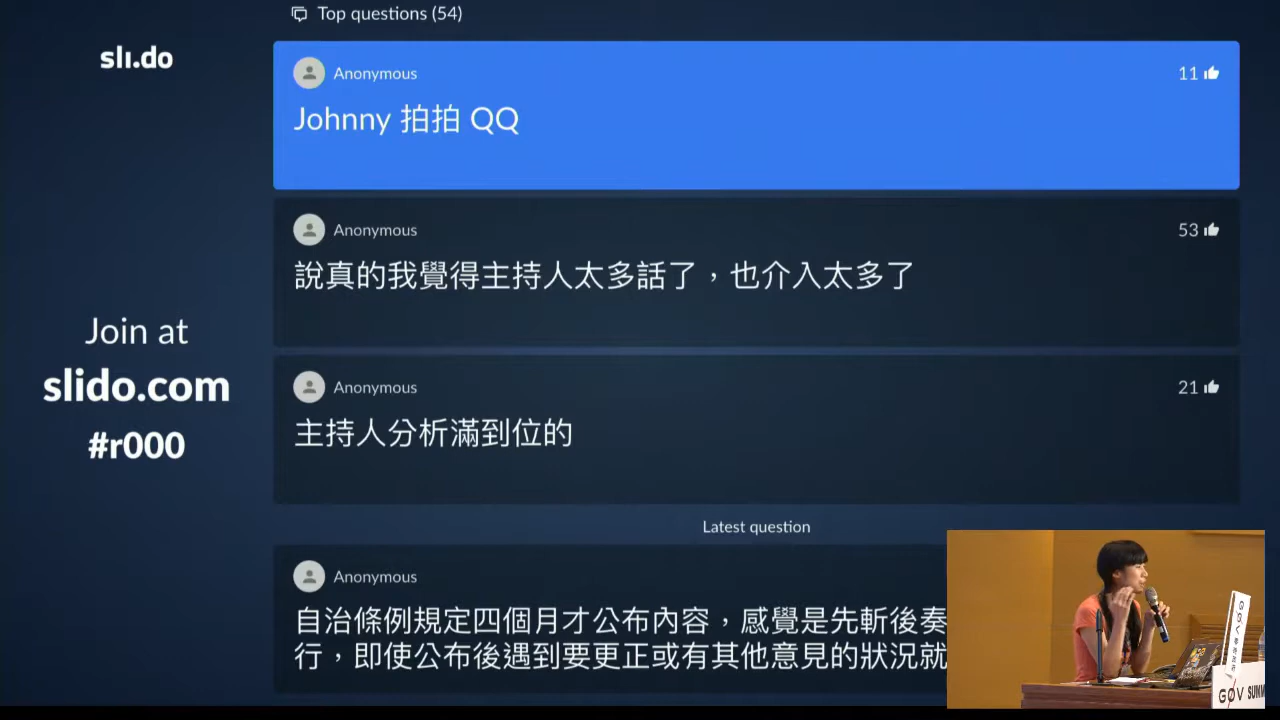 Top questions (54)
sli.do
Anonymous
11
Johnny 拍拍 QQ
Anonymous
53
說真的我覺得主持人太多話了，也介入太多了
Join at
slido.com
#r000
Anonymous
21
主持人分析滿到位的
Latest question
Anonymous
自治條例規定四個月才公布內容，感覺是先斬後奏
行，即使公布後遇到要更正或有其他意見的狀況就
GØV
GØV SUMM